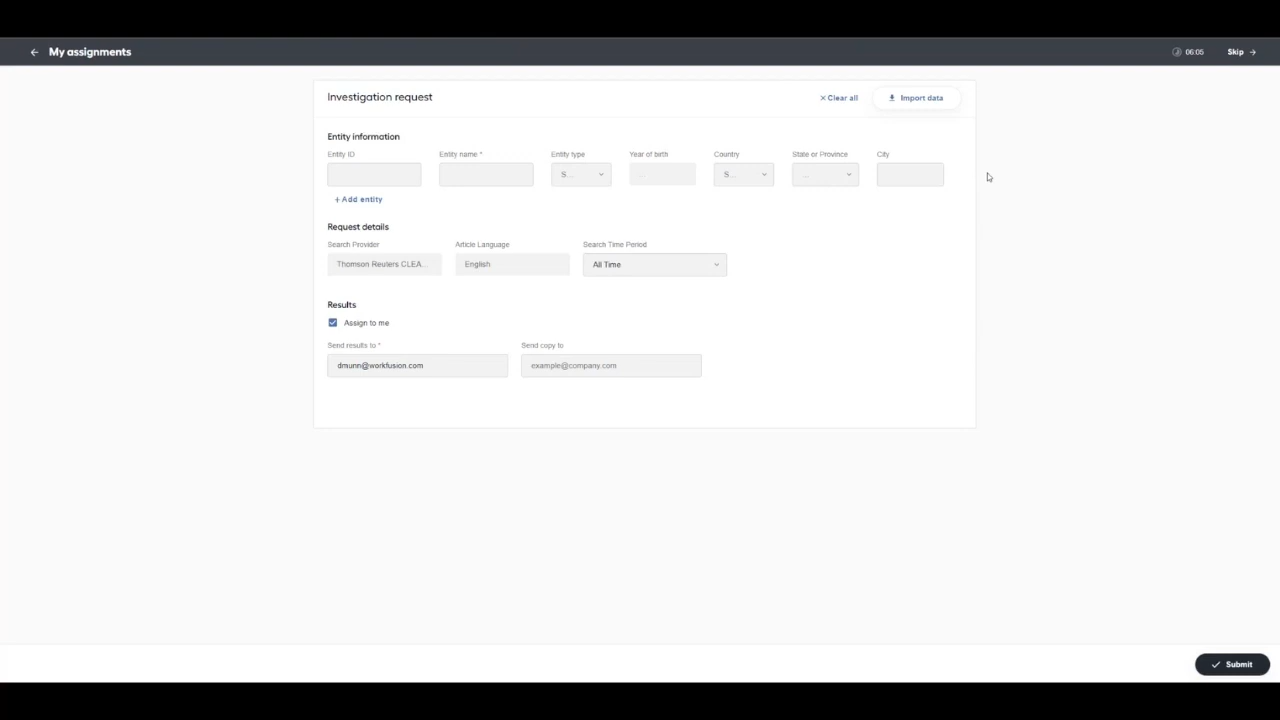 My assignments
06:05
Skip
Investigation request
Clear all
Import data
Entity information
Entity ID
Entity name *
Entity type
Year of birth
Country
State or Province
City
S...
...
S...
...
+ Add entity
Request details
Search Provider
Article Language
Search Time Period
Thomson Reuters CLEA...
English
All Time
Results
Assign to me
Send results to *
Send copy to
dmunn@workfusion.com
example@company.com
Submit